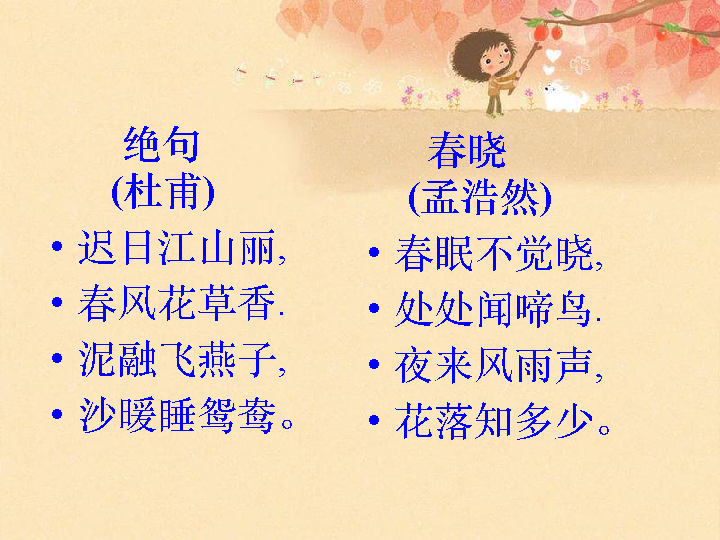 绝句
(杜甫)
• 迟日江山丽,
• 春风花草香.
• 泥融飞燕子,
• 沙暖睡鸳鸯。
春晓
(孟浩然)
• 春眠不觉晓,
• 处处闻啼鸟.
• 夜来风雨声,
• 花落知多少。